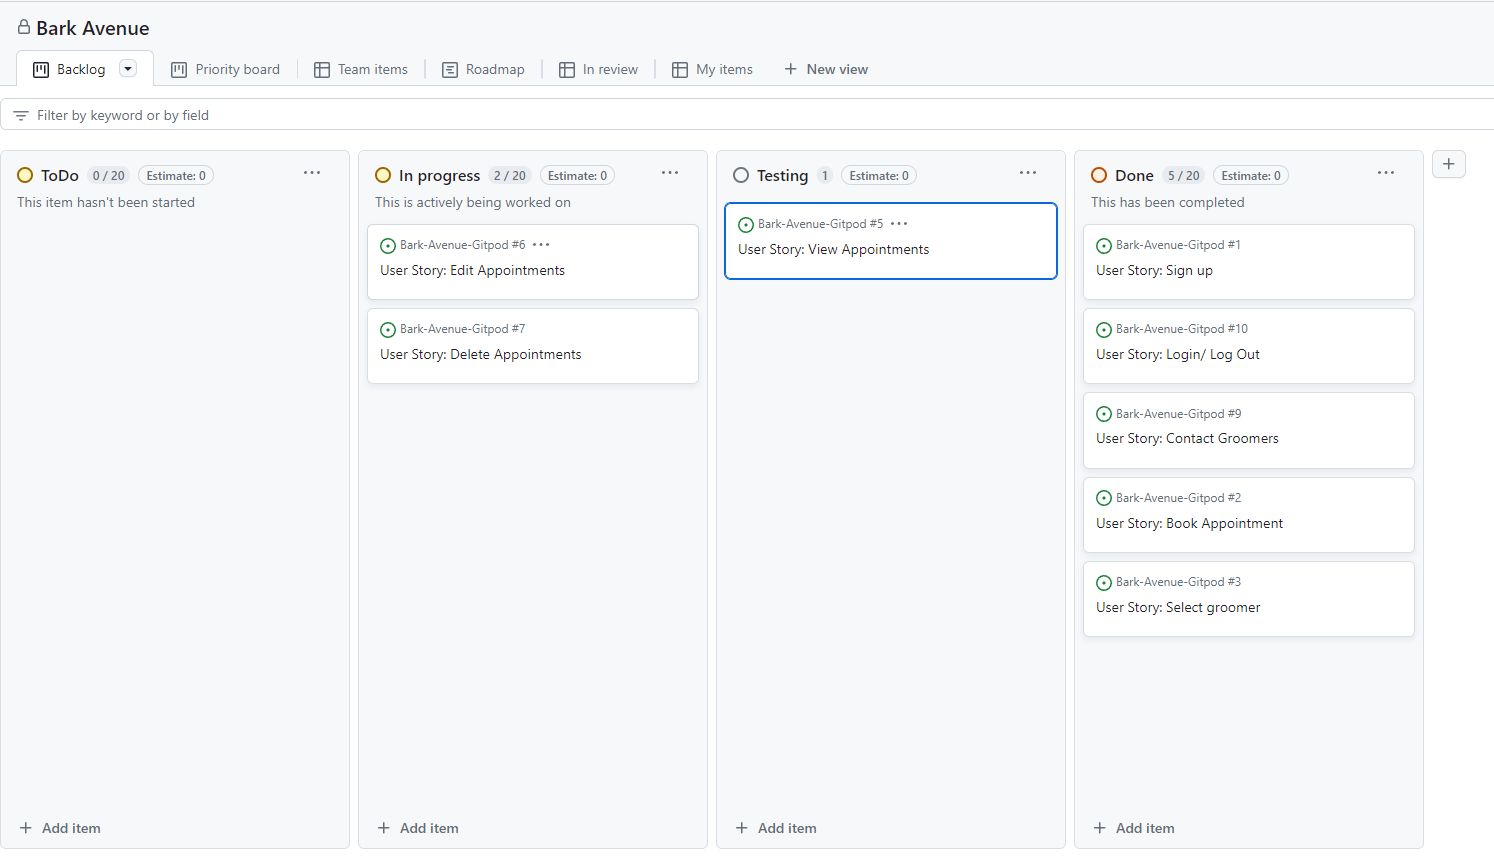 Bark Avenue
Backlog Priority board Team items Roadmap In review My items New view
Filter by keyword or by field
ToDo 0 / 20 Estimate: 0
This item hasn't been started
Add item
In progress 2 / 20 Estimate: 0
This is actively being worked on
Bark-Avenue-Gitpod #6
User Story: Edit Appointments
Bark-Avenue-Gitpod #7
User Story: Delete Appointments
Add item
Testing 1 Estimate: 0
Bark-Avenue-Gitpod #5
User Story: View Appointments
Add item
Done 5 / 20 Estimate: 0
This has been completed
Bark-Avenue-Gitpod #1
User Story: Sign up
Bark-Avenue-Gitpod #10
User Story: Login/ Log Out
Bark-Avenue-Gitpod #9
User Story: Contact Groomers
Bark-Avenue-Gitpod #2
User Story: Book Appointment
Bark-Avenue-Gitpod #3
User Story: Select groomer
Add item